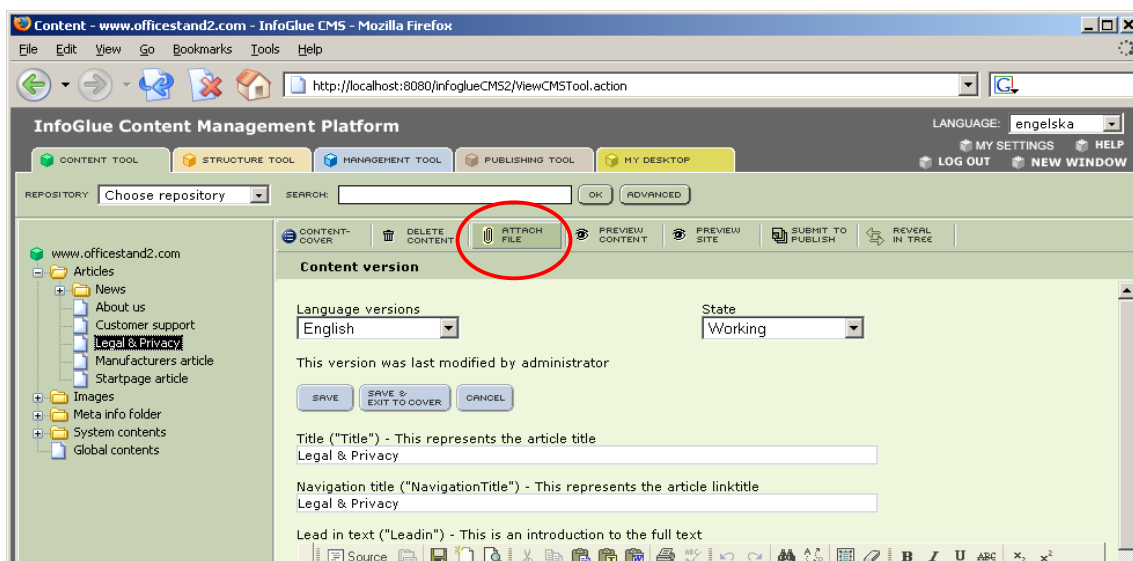 Content - www.officestand2.com - InfoGlue CMS - Mozilla Firefox
File Edit View Go Bookmarks Tools Help
http://localhost:8080/infoglueCMS2/ViewCMSTool.action
G
InfoGlue Content Management Platform
LANGUAGE: engelska
MY SETTINGS HELP
LOG OUT NEW WINDOW
CONTENT TOOL STRUCTURE TOOL MANAGEMENT TOOL PUBLISHING TOOL MY DESKTOP
REPOSITORY Choose repository SEARCH: OK ADVANCED
CONTENT-COVER DELETE CONTENT ATTACH FILE PREVIEW CONTENT PREVIEW SITE SUBMIT TO PUBLISH REVEAL IN TREE
www.officestand2.com
Articles
News
About us
Customer support
Legal & Privacy
Manufacturers article
Startpage article
Images
Meta info folder
System contents
Global contents
Content version
Language versions State
English Working
This version was last modified by administrator
SAVE SAVE & EXIT TO COVER CANCEL
Title ("Title") - This represents the article title
Legal & Privacy
Navigation title ("NavigationTitle") - This represents the article linktitle
Legal & Privacy
Lead in text ("Leadin") - This is an introduction to the full text
Source B I U ABC x₂ x²